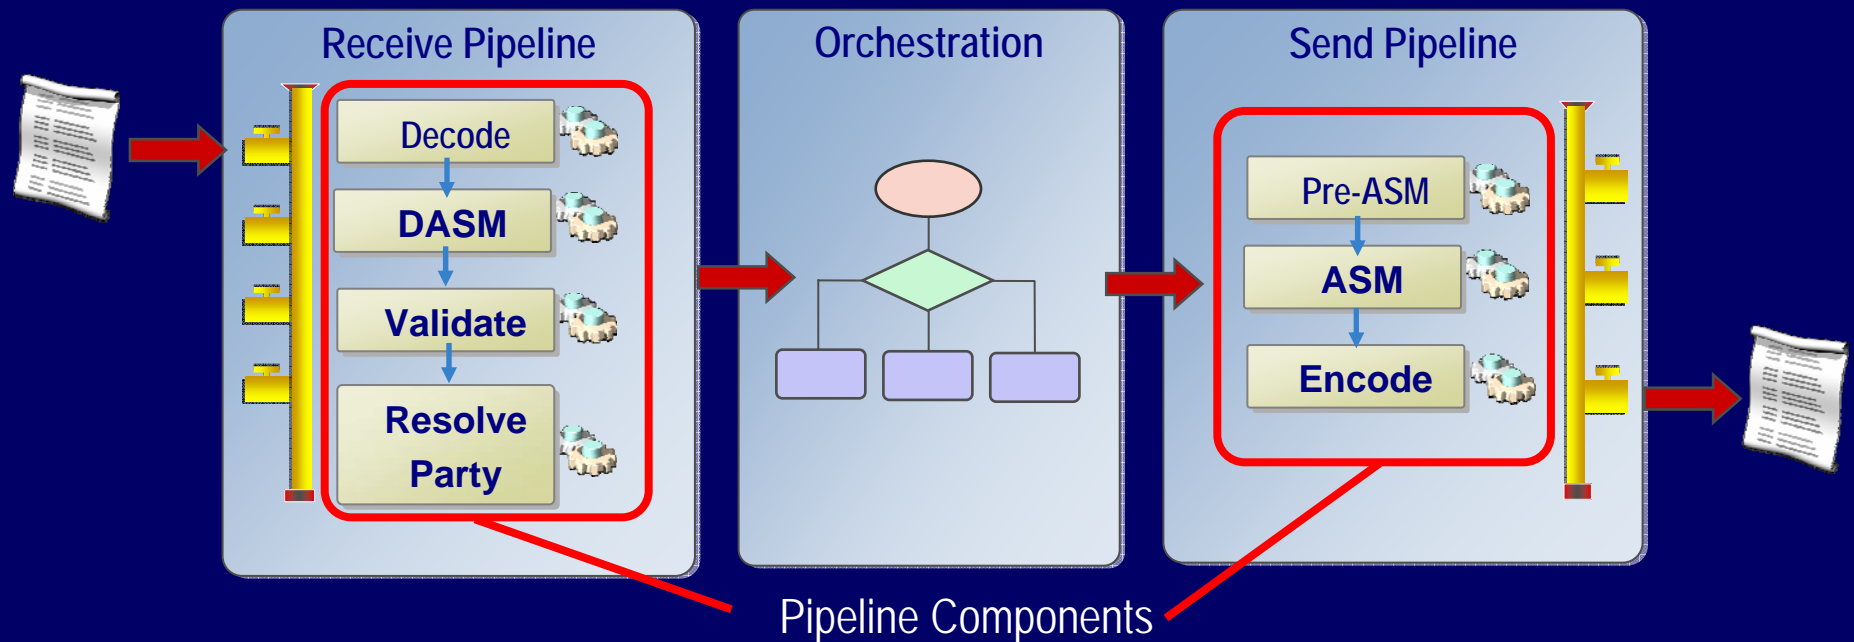 Receive Pipeline
Decode
DASM
Validate
Resolve
Party
Orchestration
Send Pipeline
Pre-ASM
ASM
Encode
Pipeline Components